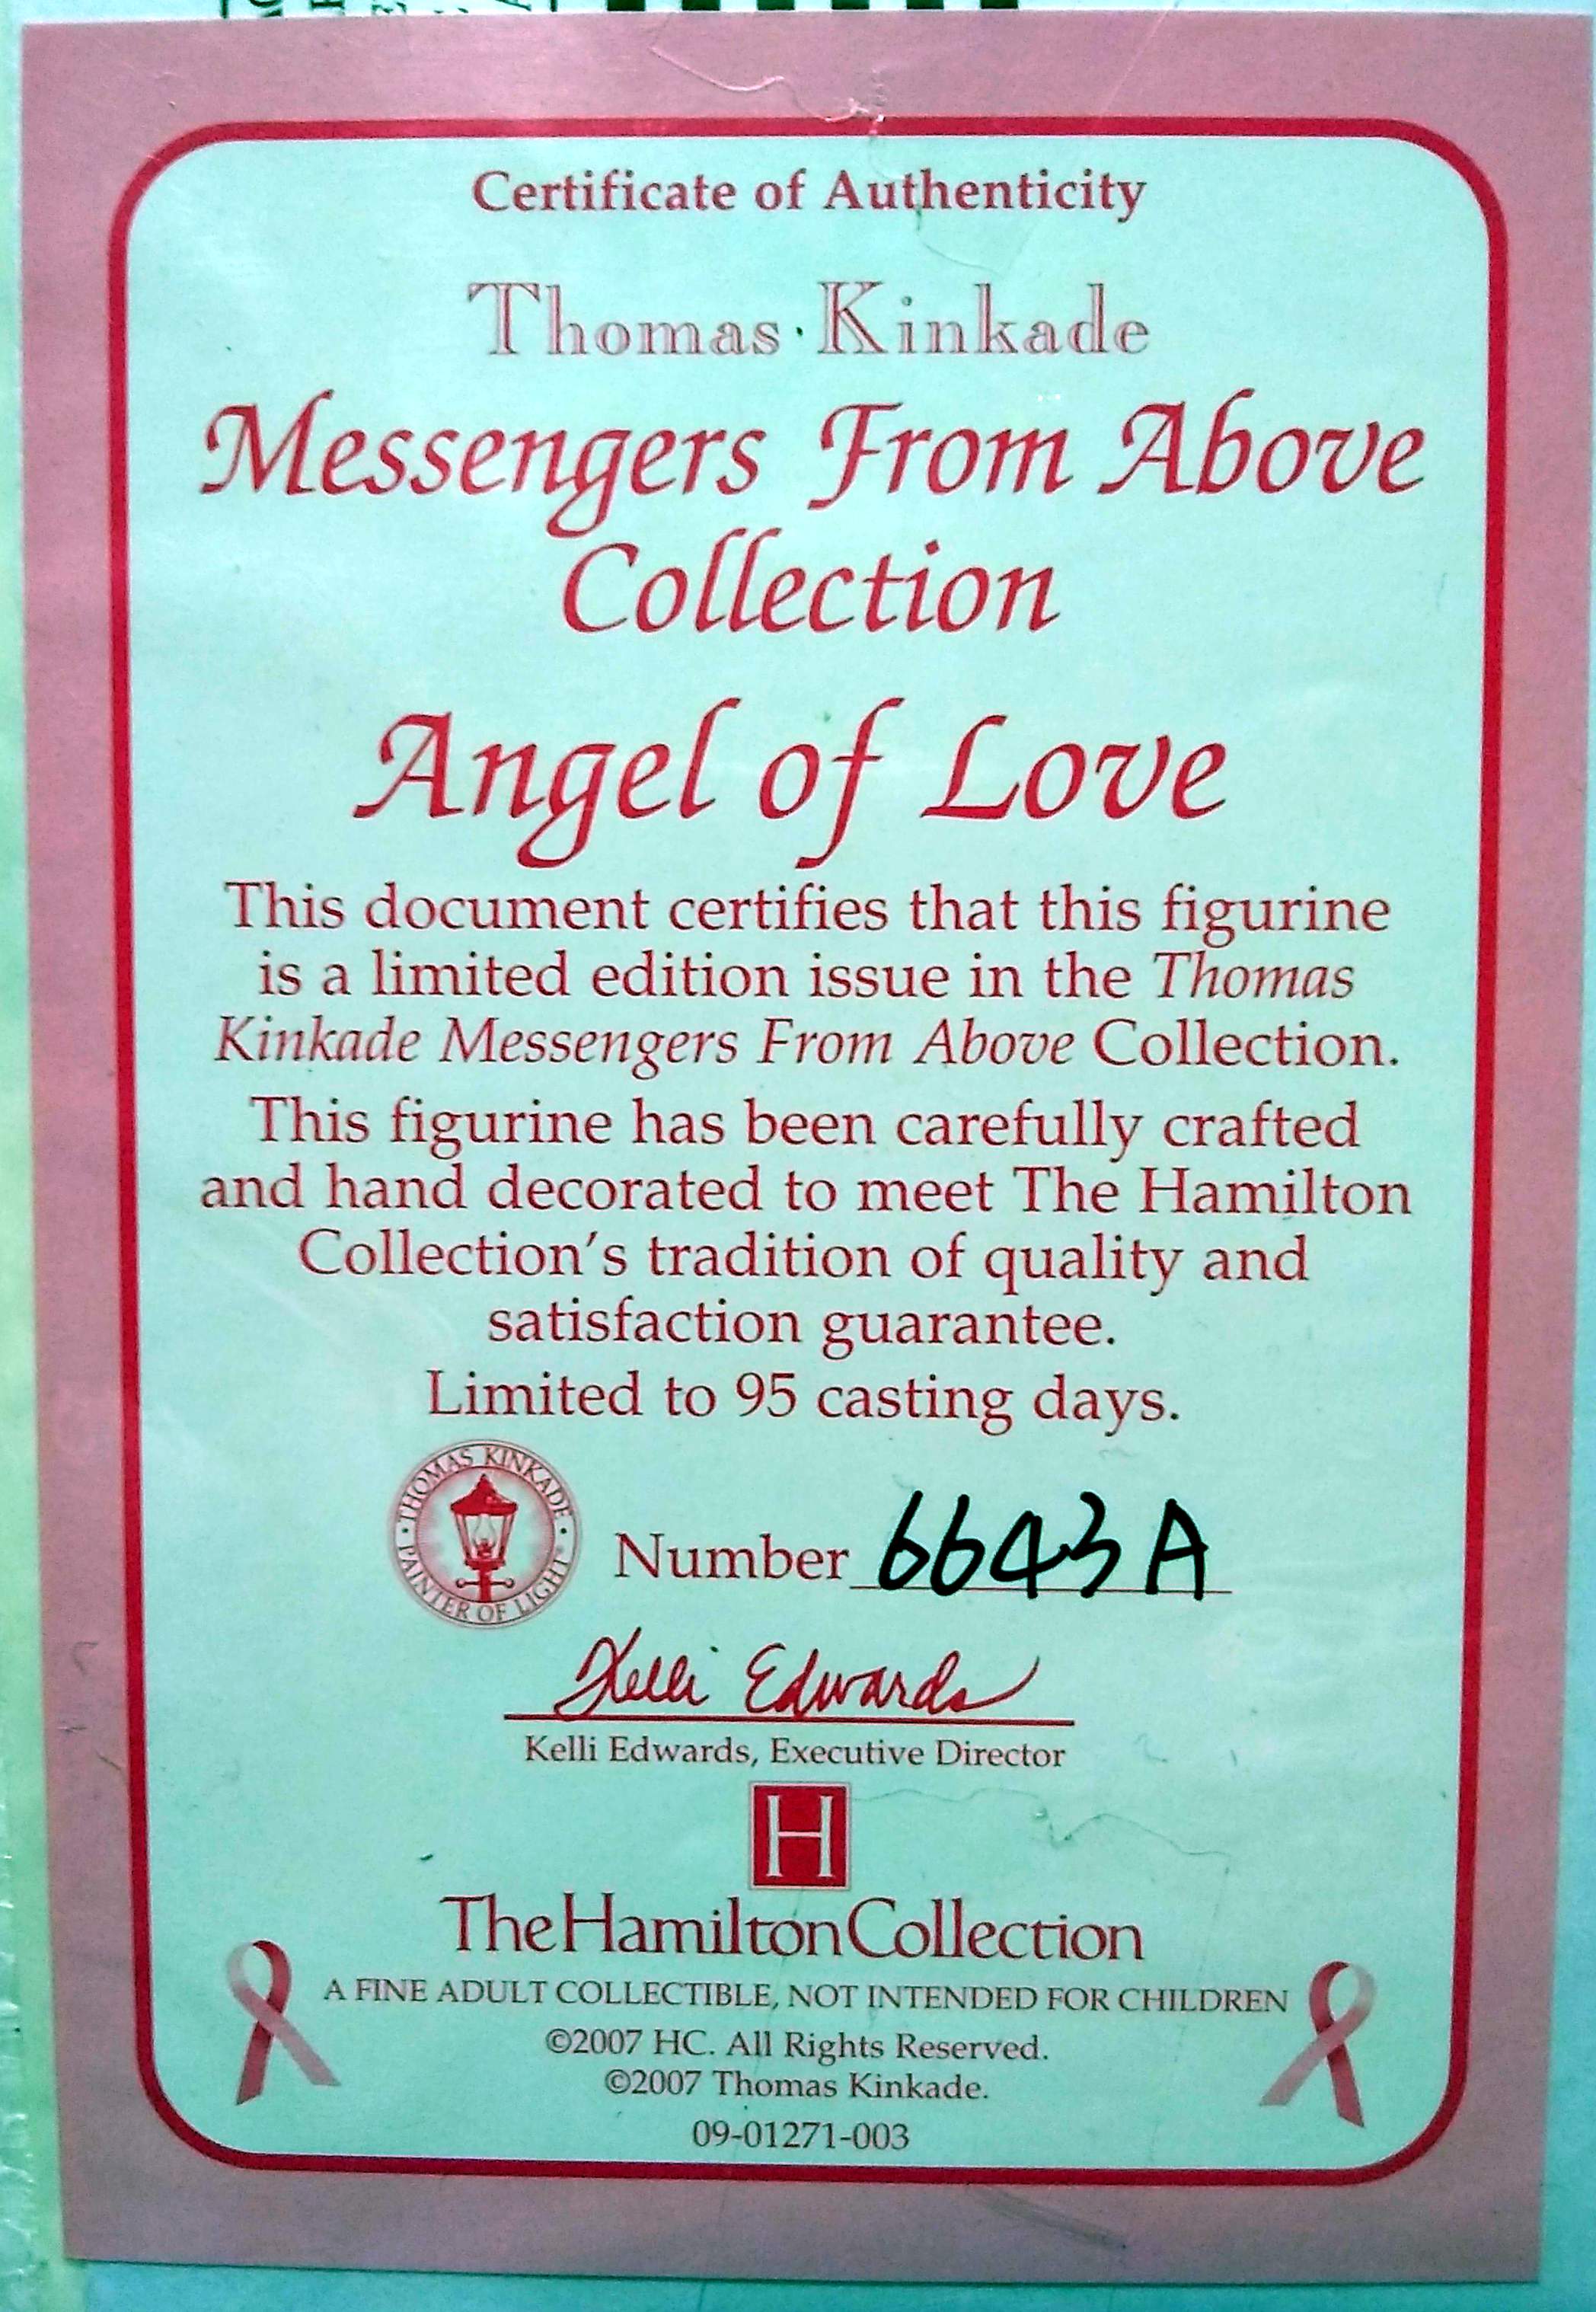 Certificate of Authenticity
Thomas · Kinkade
Messengers From Above
Collection
Angel of Love
This document certifies that this figurine
is a limited edition issue in the Thomas
Kinkade Messengers From Above Collection.
This figurine has been carefully crafted
and hand decorated to meet The Hamilton
Collection's tradition of quality and
satisfaction guarantee.
Limited to 95 casting days.
· THOMAS KINKADE ·
PAINTER OF LIGHT
Number 6643A
Kelli Edwards
Kelli Edwards, Executive Director
H
The Hamilton Collection
A FINE ADULT COLLECTIBLE, NOT INTENDED FOR CHILDREN
©2007 HC. All Rights Reserved.
©2007 Thomas Kinkade.
09-01271-003